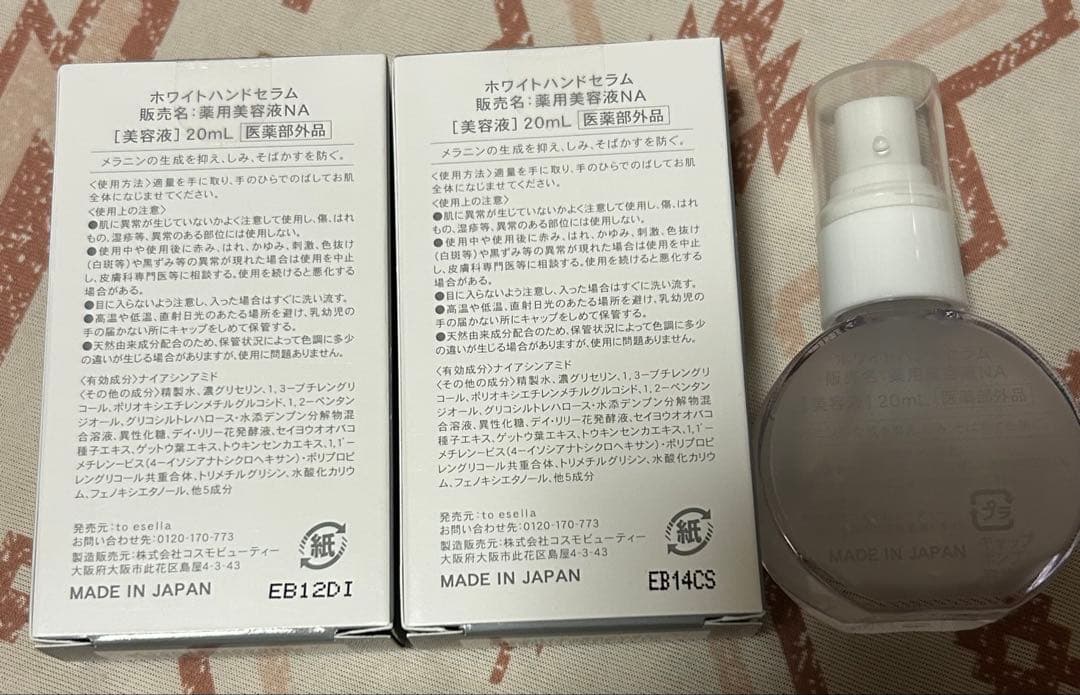 ホワイトハンドセラム
販売名:薬用美容液NA
[美容液] 20mL 医薬部外品
メラニンの生成を抑え、しみ、そばかすを防ぐ。
〈使用方法〉適量を手に取り、手のひらでのばしてお肌
全体になじませてください。
〈使用上の注意〉
●肌に異常が生じていないかよく注意して使用し、傷、はれ
もの、湿疹等、異常のある部位には使用しない。
●使用中や使用後に赤み、はれ、かゆみ、刺激、色抜け
(白斑等)や黒ずみ等の異常が現れた場合は使用を中止
し、皮膚科専門医等に相談する。使用を続けると悪化する
場合がある。
●目に入らないよう注意し、入った場合はすぐに洗い流す。
●高温や低温、直射日光のあたる場所を避け、乳幼児の
手の届かない所にキャップをしめて保管する。
●天然由来成分配合のため、保管状況によって色調に多少
の違いが生じる場合がありますが、使用に問題ありません。
〈有効成分〉ナイアシンアミド
〈その他の成分〉精製水、濃グリセリン、1,3-ブチレングリ
コール、ポリオキシエチレンメチルグルコシド、1,2-ペンタン
ジオール、グリコシルトレハロース・水添デンプン分解物混
合溶液、異性化糖、デイ・リリー花発酵液、セイヨウオオバコ
種子エキス、ゲットウ葉エキス、トウキンセンカエキス、1,1'-
メチレン-ビス(4-イソシアナトシクロヘキサン)・ポリプロピ
レングリコール共重合体、トリメチルグリシン、水酸化カリウ
ム、フェノキシエタノール、他5成分
発売元:to esella
お問い合わせ先:0120-170-773
製造販売元:株式会社コスモビューティー
大阪府大阪市此花区島屋4-3-43
MADE IN JAPAN
紙
EB12DI
ホワイトハンドセラム
販売名:薬用美容液NA
[美容液] 20mL 医薬部外品
メラニンの生成を抑え、しみ、そばかすを防ぐ。
〈使用方法〉適量を手に取り、手のひらでのばしてお肌
全体になじませてください。
〈使用上の注意〉
●肌に異常が生じていないかよく注意して使用し、傷、はれ
もの、湿疹等、異常のある部位には使用しない。
●使用中や使用後に赤み、はれ、かゆみ、刺激、色抜け
(白斑等)や黒ずみ等の異常が現れた場合は使用を中止
し、皮膚科専門医等に相談する。使用を続けると悪化する
場合がある。
●目に入らないよう注意し、入った場合はすぐに洗い流す。
●高温や低温、直射日光のあたる場所を避け、乳幼児の
手の届かない所にキャップをしめて保管する。
●天然由来成分配合のため、保管状況によって色調に多少
の違いが生じる場合がありますが、使用に問題ありません。
〈有効成分〉ナイアシンアミド
〈その他の成分〉精製水、濃グリセリン、1,3-ブチレングリ
コール、ポリオキシエチレンメチルグルコシド、1,2-ペンタン
ジオール、グリコシルトレハロース・水添デンプン分解物混
合溶液、異性化糖、デイ・リリー花発酵液、セイヨウオオバコ
種子エキス、ゲットウ葉エキス、トウキンセンカエキス、1,1'-
メチレン-ビス(4-イソシアナトシクロヘキサン)・ポリプロピ
レングリコール共重合体、トリメチルグリシン、水酸化カリウ
ム、フェノキシエタノール、他5成分
発売元:to esella
お問い合わせ先:0120-170-773
製造販売元:株式会社コスモビューティー
大阪府大阪市此花区島屋4-3-43
MADE IN JAPAN
紙
EB14CS
ホワイトハンドセラム
販売名:薬用美容液NA
[美容液] 20mL 医薬部外品
プラ
キャップ
MADE IN JAPAN